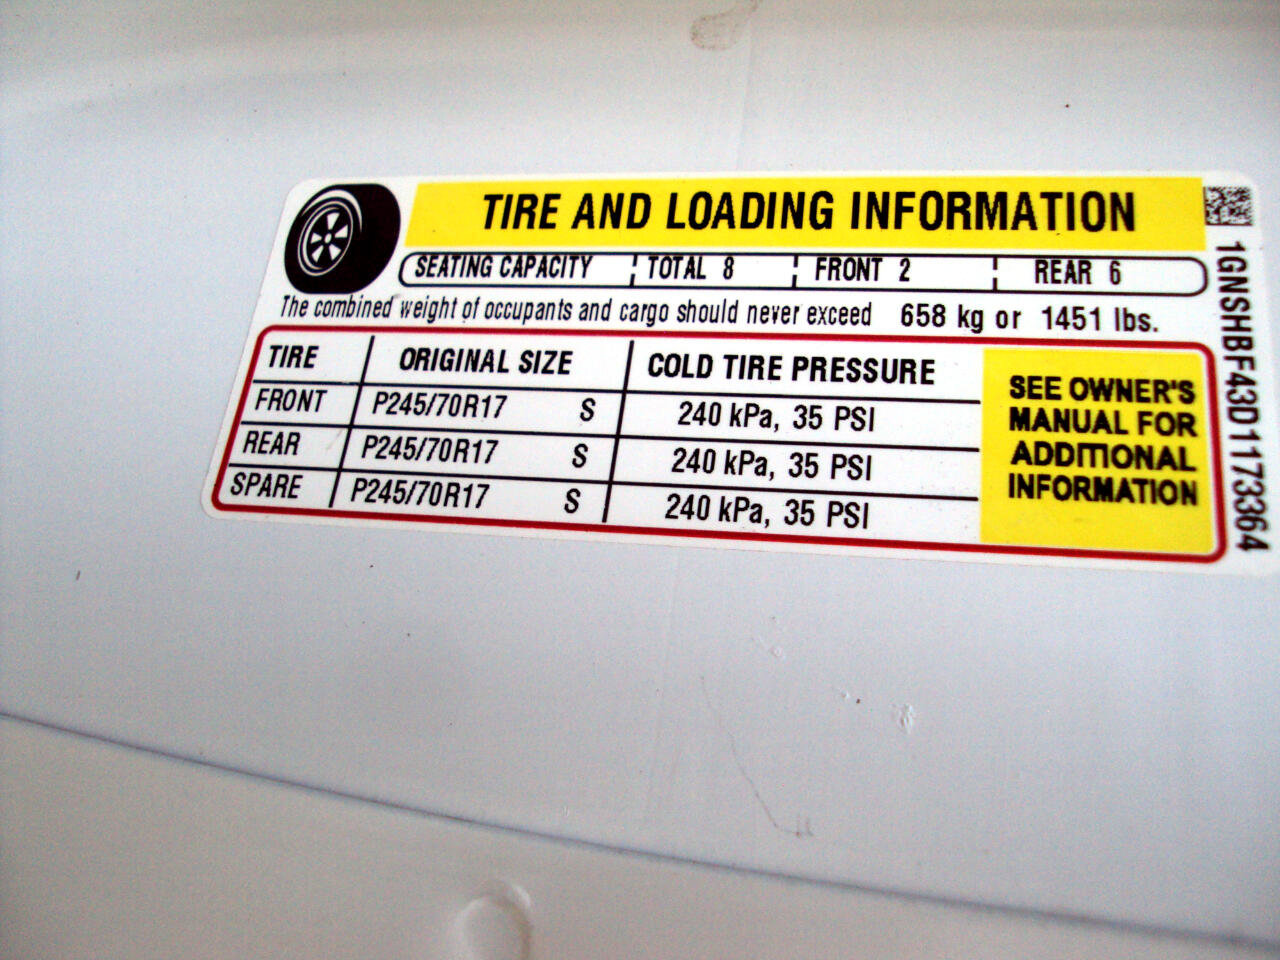 TIRE AND LOADING INFORMATION
SEATING CAPACITY TOTAL 8 FRONT 2 REAR 6
The combined weight of occupants and cargo should never exceed 658 kg or 1451 lbs.
TIRE ORIGINAL SIZE COLD TIRE PRESSURE
FRONT P245/70R17 S 240 kPa, 35 PSI
REAR P245/70R17 S 240 kPa, 35 PSI
SPARE P245/70R17 S 240 kPa, 35 PSI
SEE OWNER'S
MANUAL FOR
ADDITIONAL
INFORMATION
1GNSHBF43D1173364